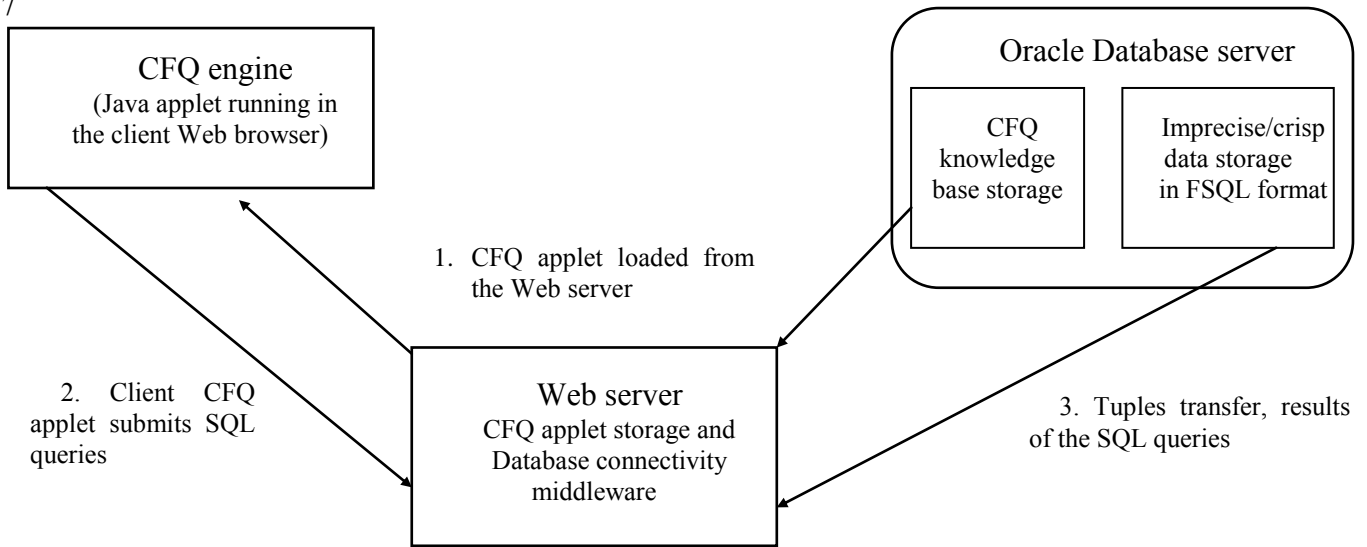 7
CFQ engine
(Java applet running in
the client Web browser)
Oracle Database server
CFQ
knowledge
base storage
Imprecise/crisp
data storage
in FSQL format
1. CFQ applet loaded from
the Web server
2. Client CFQ
applet submits SQL
queries
Web server
CFQ applet storage and
Database connectivity
middleware
3. Tuples transfer, results
of the SQL queries